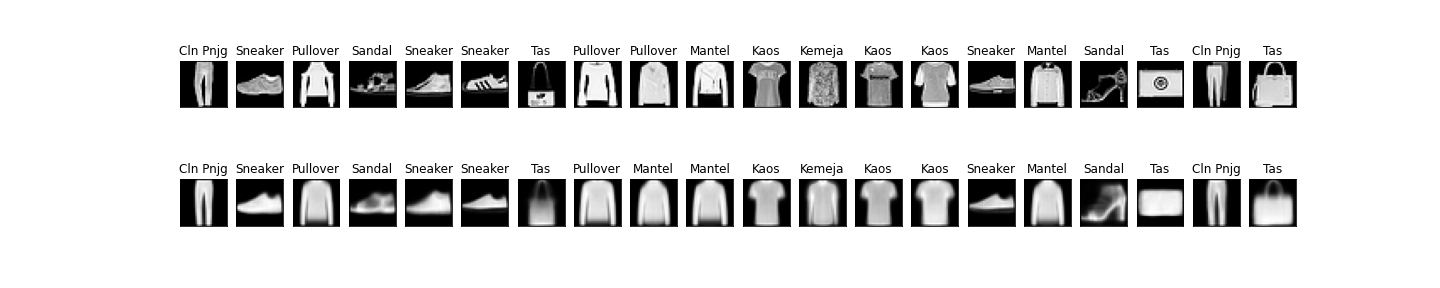 Cln Pnjg Sneaker Pullover Sandal Sneaker Sneaker Tas Pullover Pullover Mantel Kaos Kemeja Kaos Kaos Sneaker Mantel Sandal Tas Cln Pnjg Tas
Cln Pnjg Sneaker Pullover Sandal Sneaker Sneaker Tas Pullover Mantel Mantel Kaos Kemeja Kaos Kaos Sneaker Mantel Sandal Tas Cln Pnjg Tas